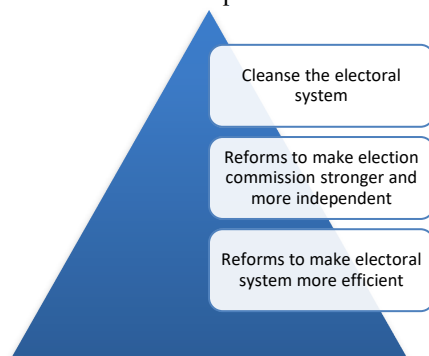 Cleanse the electoral
system
Reforms to make election
commission stronger and
more independent
Reforms to make electoral
system more efficient